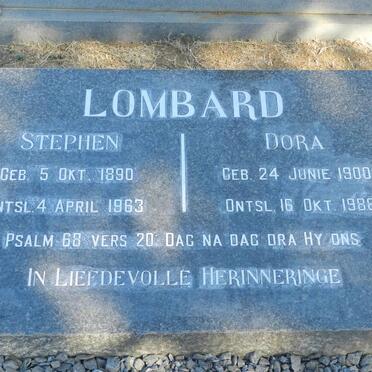 LOMBARD
STEPHEN DORA
GEB. 5 OKT. 1890 GEB. 24 JUNIE 1900
ONTSL. 4 APRIL 1963 ONTSL. 16 OKT. 1988
PSALM 68 VERS 20: DAG NA DAG DRA HY ONS
IN LIEFDEVOLLE HERINNERINGE